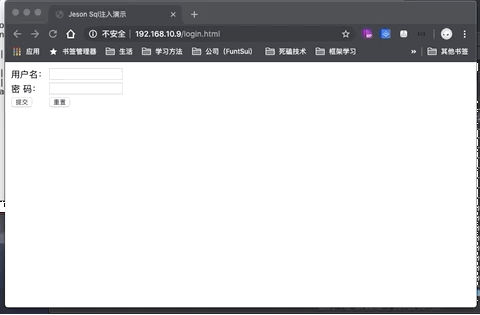 Jeson Sql注入演示
不安全 192.168.10.9/login.html
应用 书签管理器 生活 学习方法 公司（FuntSui） 死磕技术 框架学习 » 其他书签
用户名：
密 码：
提交 重置